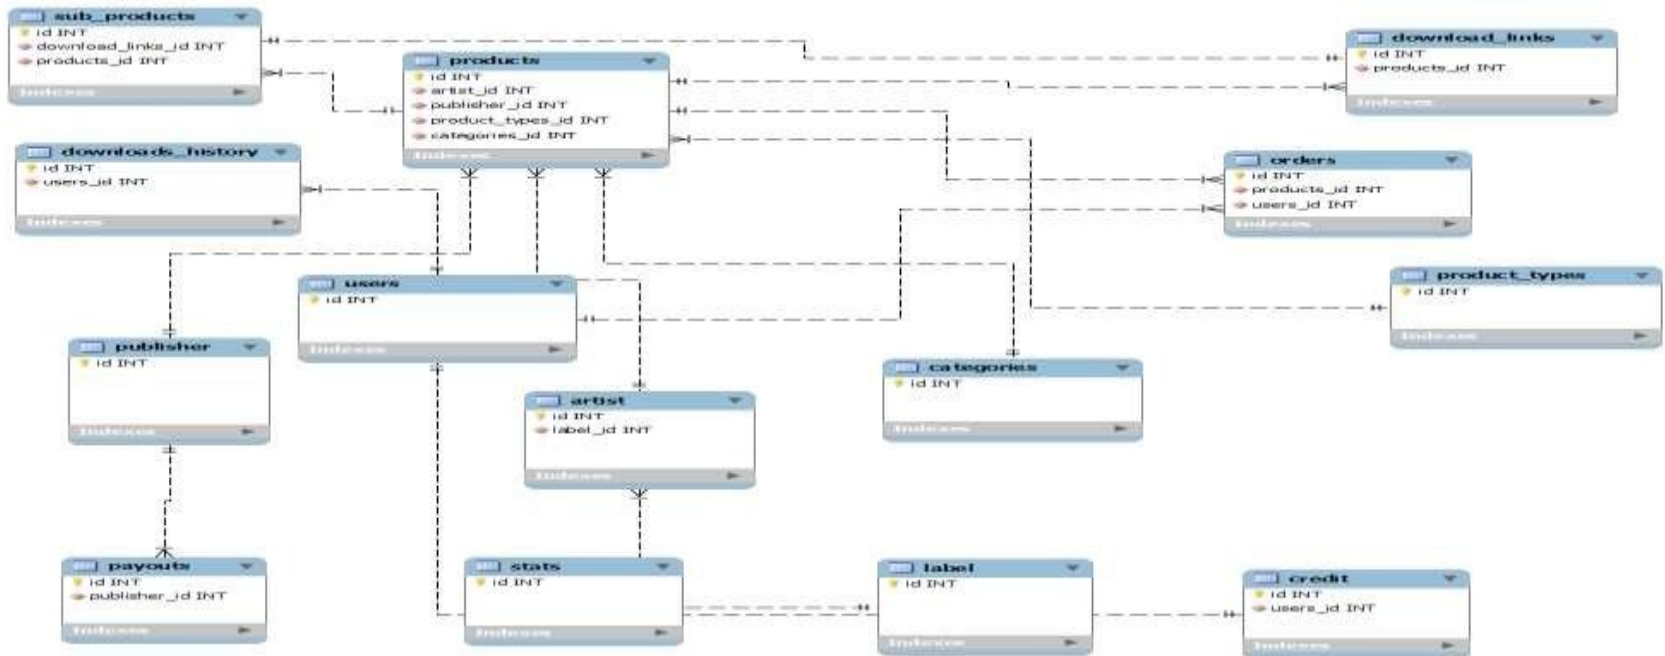 sub_products
id INT
download_links_id INT
products_id INT
Indexes
products
id INT
artist_id INT
publisher_id INT
product_types_id INT
categories_id INT
Indexes
download_links
id INT
products_id INT
Indexes
downloads_history
id INT
users_id INT
Indexes
orders
id INT
products_id INT
users_id INT
Indexes
users
id INT
Indexes
product_types
id INT
Indexes
publisher
id INT
Indexes
artist
id INT
label_id INT
Indexes
categories
id INT
Indexes
payouts
id INT
publisher_id INT
Indexes
stats
id INT
Indexes
label
id INT
Indexes
credit
id INT
users_id INT
Indexes